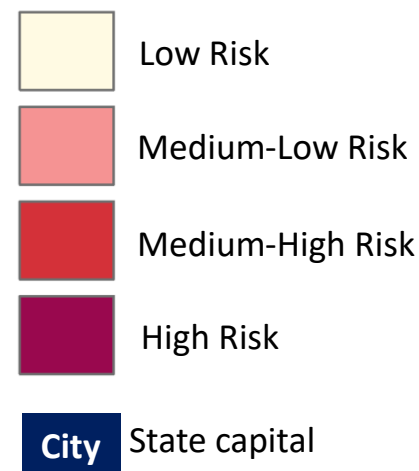 Low Risk
Medium-Low Risk
Medium-High Risk
High Risk
City State capital